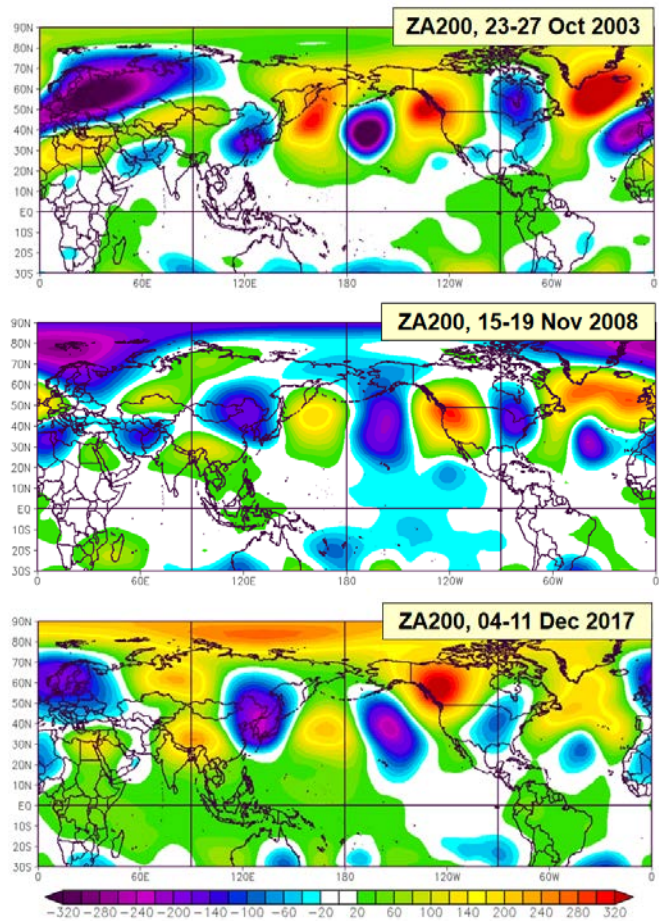 ZA200, 23-27 Oct 2003
90N
80N
70N
60N
50N
40N
30N
20N
10N
EQ
10S
20S
30S
0 60E 120E 180 120W 60W 0
ZA200, 15-19 Nov 2008
90N
80N
70N
60N
50N
40N
30N
20N
10N
EQ
10S
20S
30S
0 60E 120E 180 120W 60W 0
ZA200, 04-11 Dec 2017
90N
80N
70N
60N
50N
40N
30N
20N
10N
EQ
10S
20S
30S
0 60E 120E 180 120W 60W 0
-320 -280 -240 -200 -140 -100 -60 -20 20 60 100 140 200 240 280 320